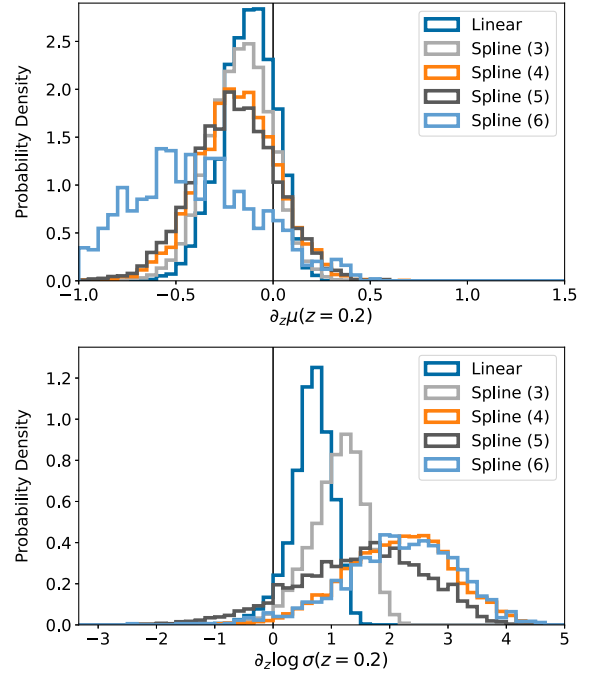 Probability Density
2.5
2.0
1.5
1.0
0.5
0.0
Linear
Spline (3)
Spline (4)
Spline (5)
Spline (6)
−1.0 −0.5 0.0 0.5 1.0 1.5
∂zμ(z = 0.2)
Probability Density
1.2
1.0
0.8
0.6
0.4
0.2
0.0
Linear
Spline (3)
Spline (4)
Spline (5)
Spline (6)
−3 −2 −1 0 1 2 3 4 5
∂z log σ(z = 0.2)